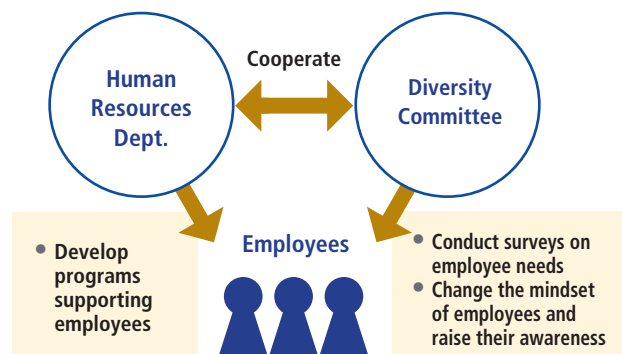 Cooperate
Human
Resources
Dept.
Diversity
Committee
Employees
• Develop
programs
supporting
employees
• Conduct surveys on
employee needs
• Change the mindset
of employees and
raise their awareness